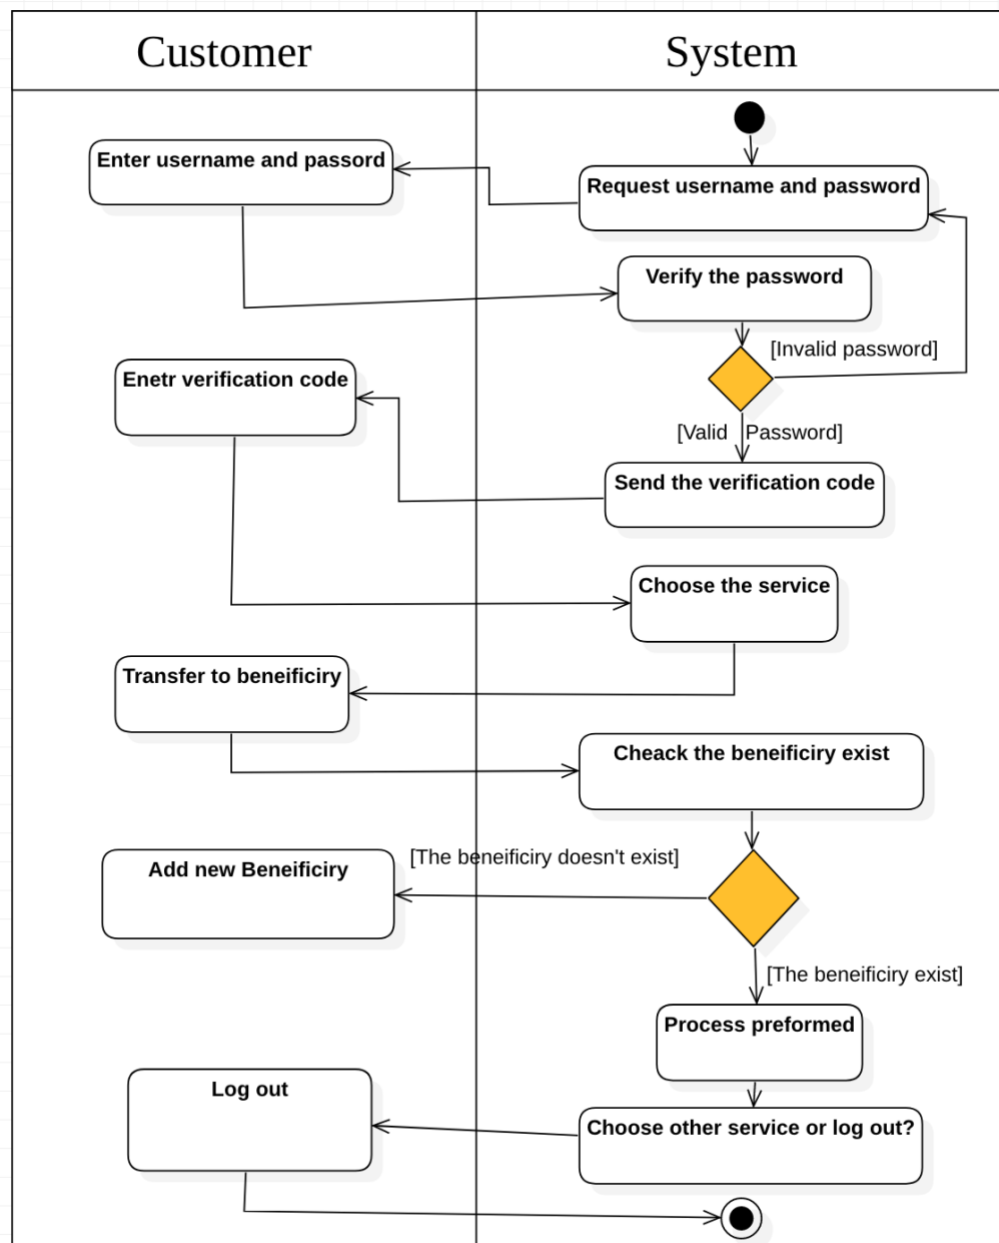 Customer
System
Enter username and passord
Request username and password
Verify the password
[Invalid password]
Enetr verification code
[Valid Password]
Send the verification code
Choose the service
Transfer to beneificiry
Cheack the beneificiry exist
[The beneificiry doesn't exist]
Add new Beneificiry
[The beneificiry exist]
Process preformed
Log out
Choose other service or log out?